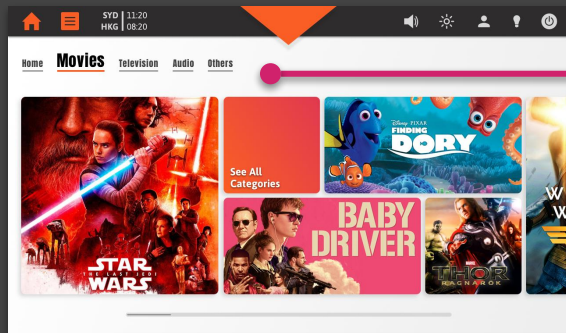 SYD 11:20
HKG 08:20
Home
Movies
Television
Audio
Others
See All
Categories
Disney PIXAR
FINDING
DORY
BABY
DRIVER
STAR
THE LAST JEDI
WARS
THOR
RAGNAROK
W
W